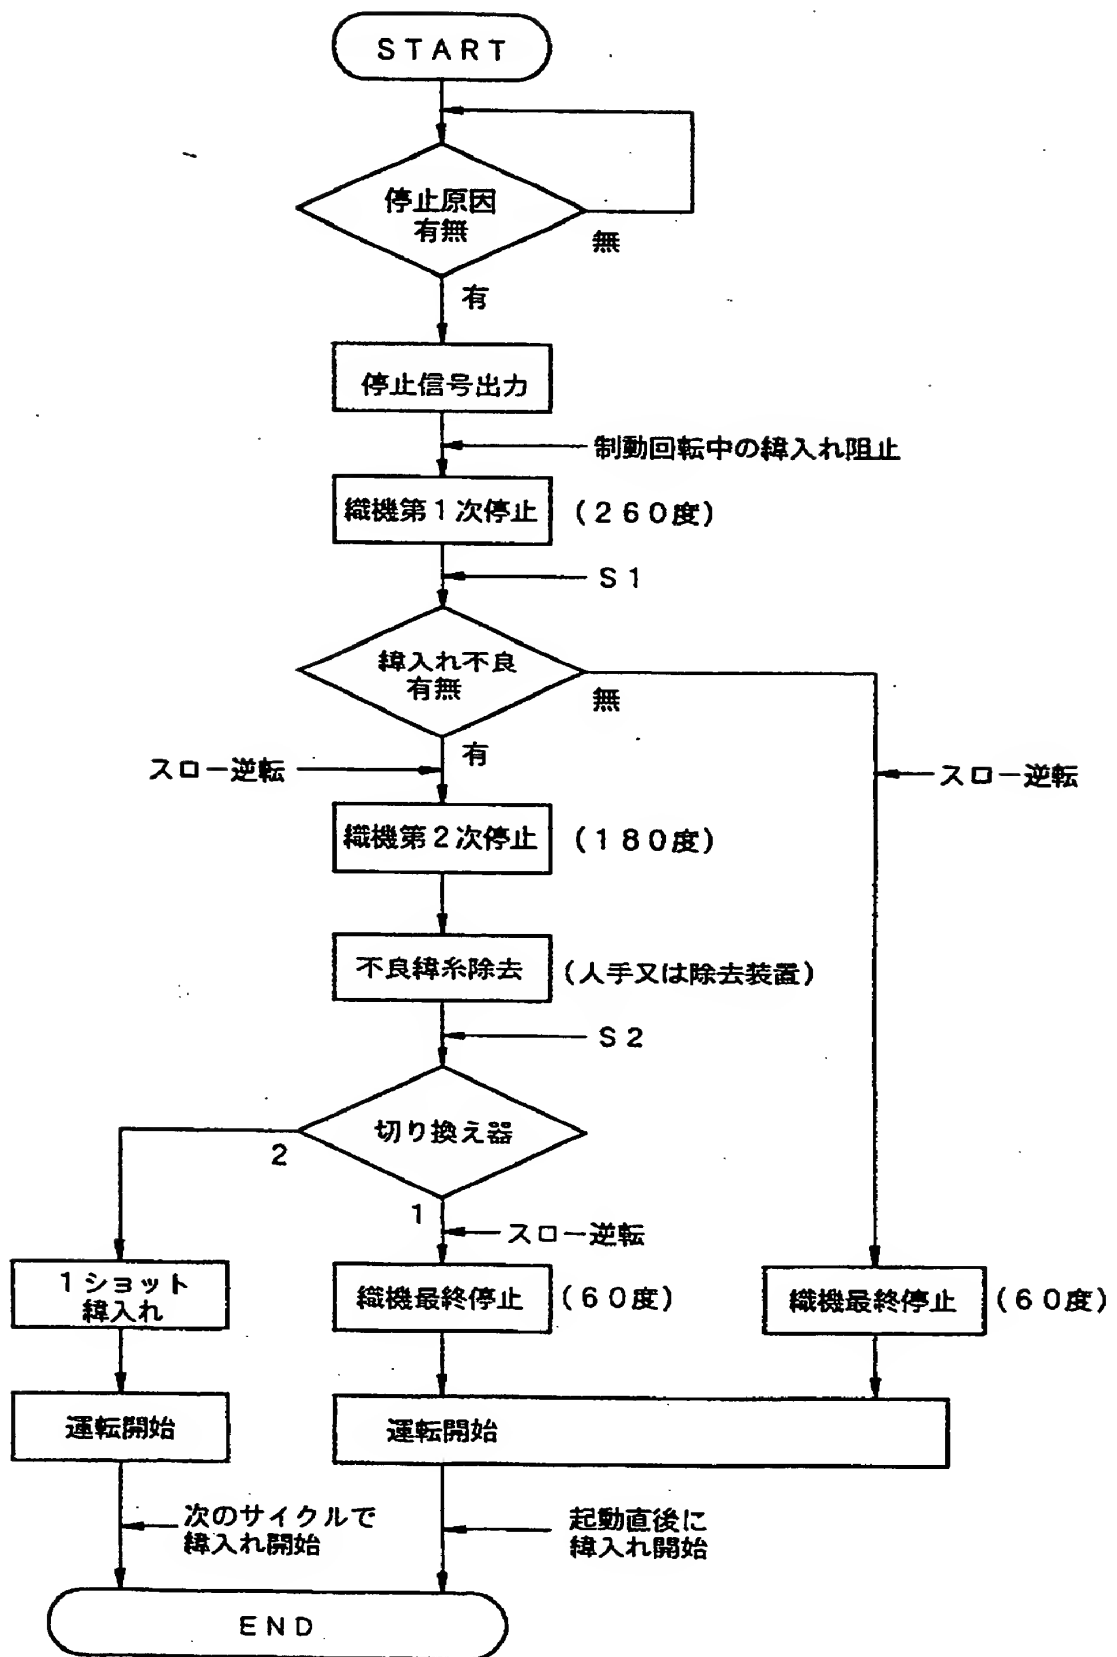 START
停止原因
有無
無
有
停止信号出力
制動回転中の緯入れ阻止
織機第1次停止
(260度)
S1
緯入れ不良
有無
無
有
スロー逆転
スロー逆転
織機第2次停止
(180度)
不良緯糸除去
(人手又は除去装置)
S2
切り換え器
2
1
スロー逆転
1ショット
緯入れ
織機最終停止
(60度)
織機最終停止
(60度)
運転開始
運転開始
次のサイクルで
緯入れ開始
起動直後に
緯入れ開始
END